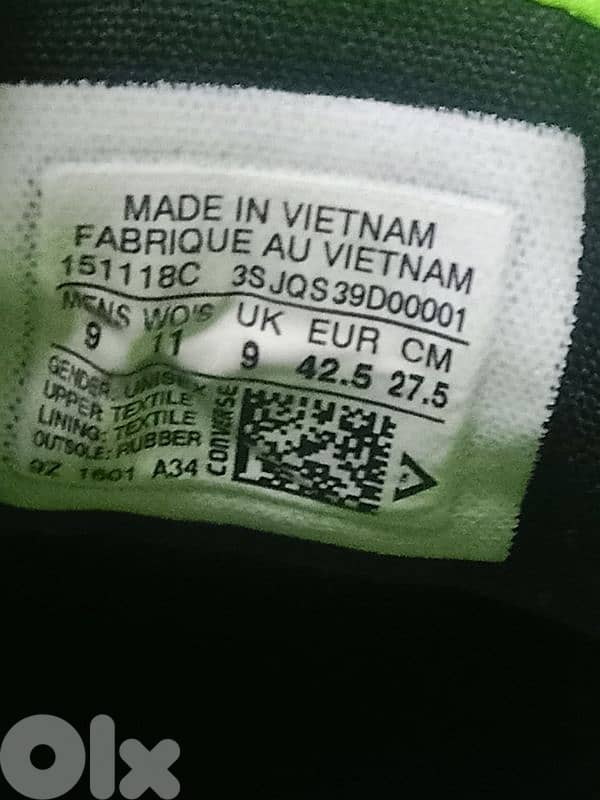 MADE IN VIETNAM
FABRIQUE AU VIETNAM
151118C 3SJQS39D00001
MENS WO'S UK EUR CM
9 11 9 42.5 27.5
GENDER: UNISEX
UPPER: TEXTILE
LINING: TEXTILE
OUTSOLE: RUBBER
QZ 1601 A34
CONVERSE
Olx